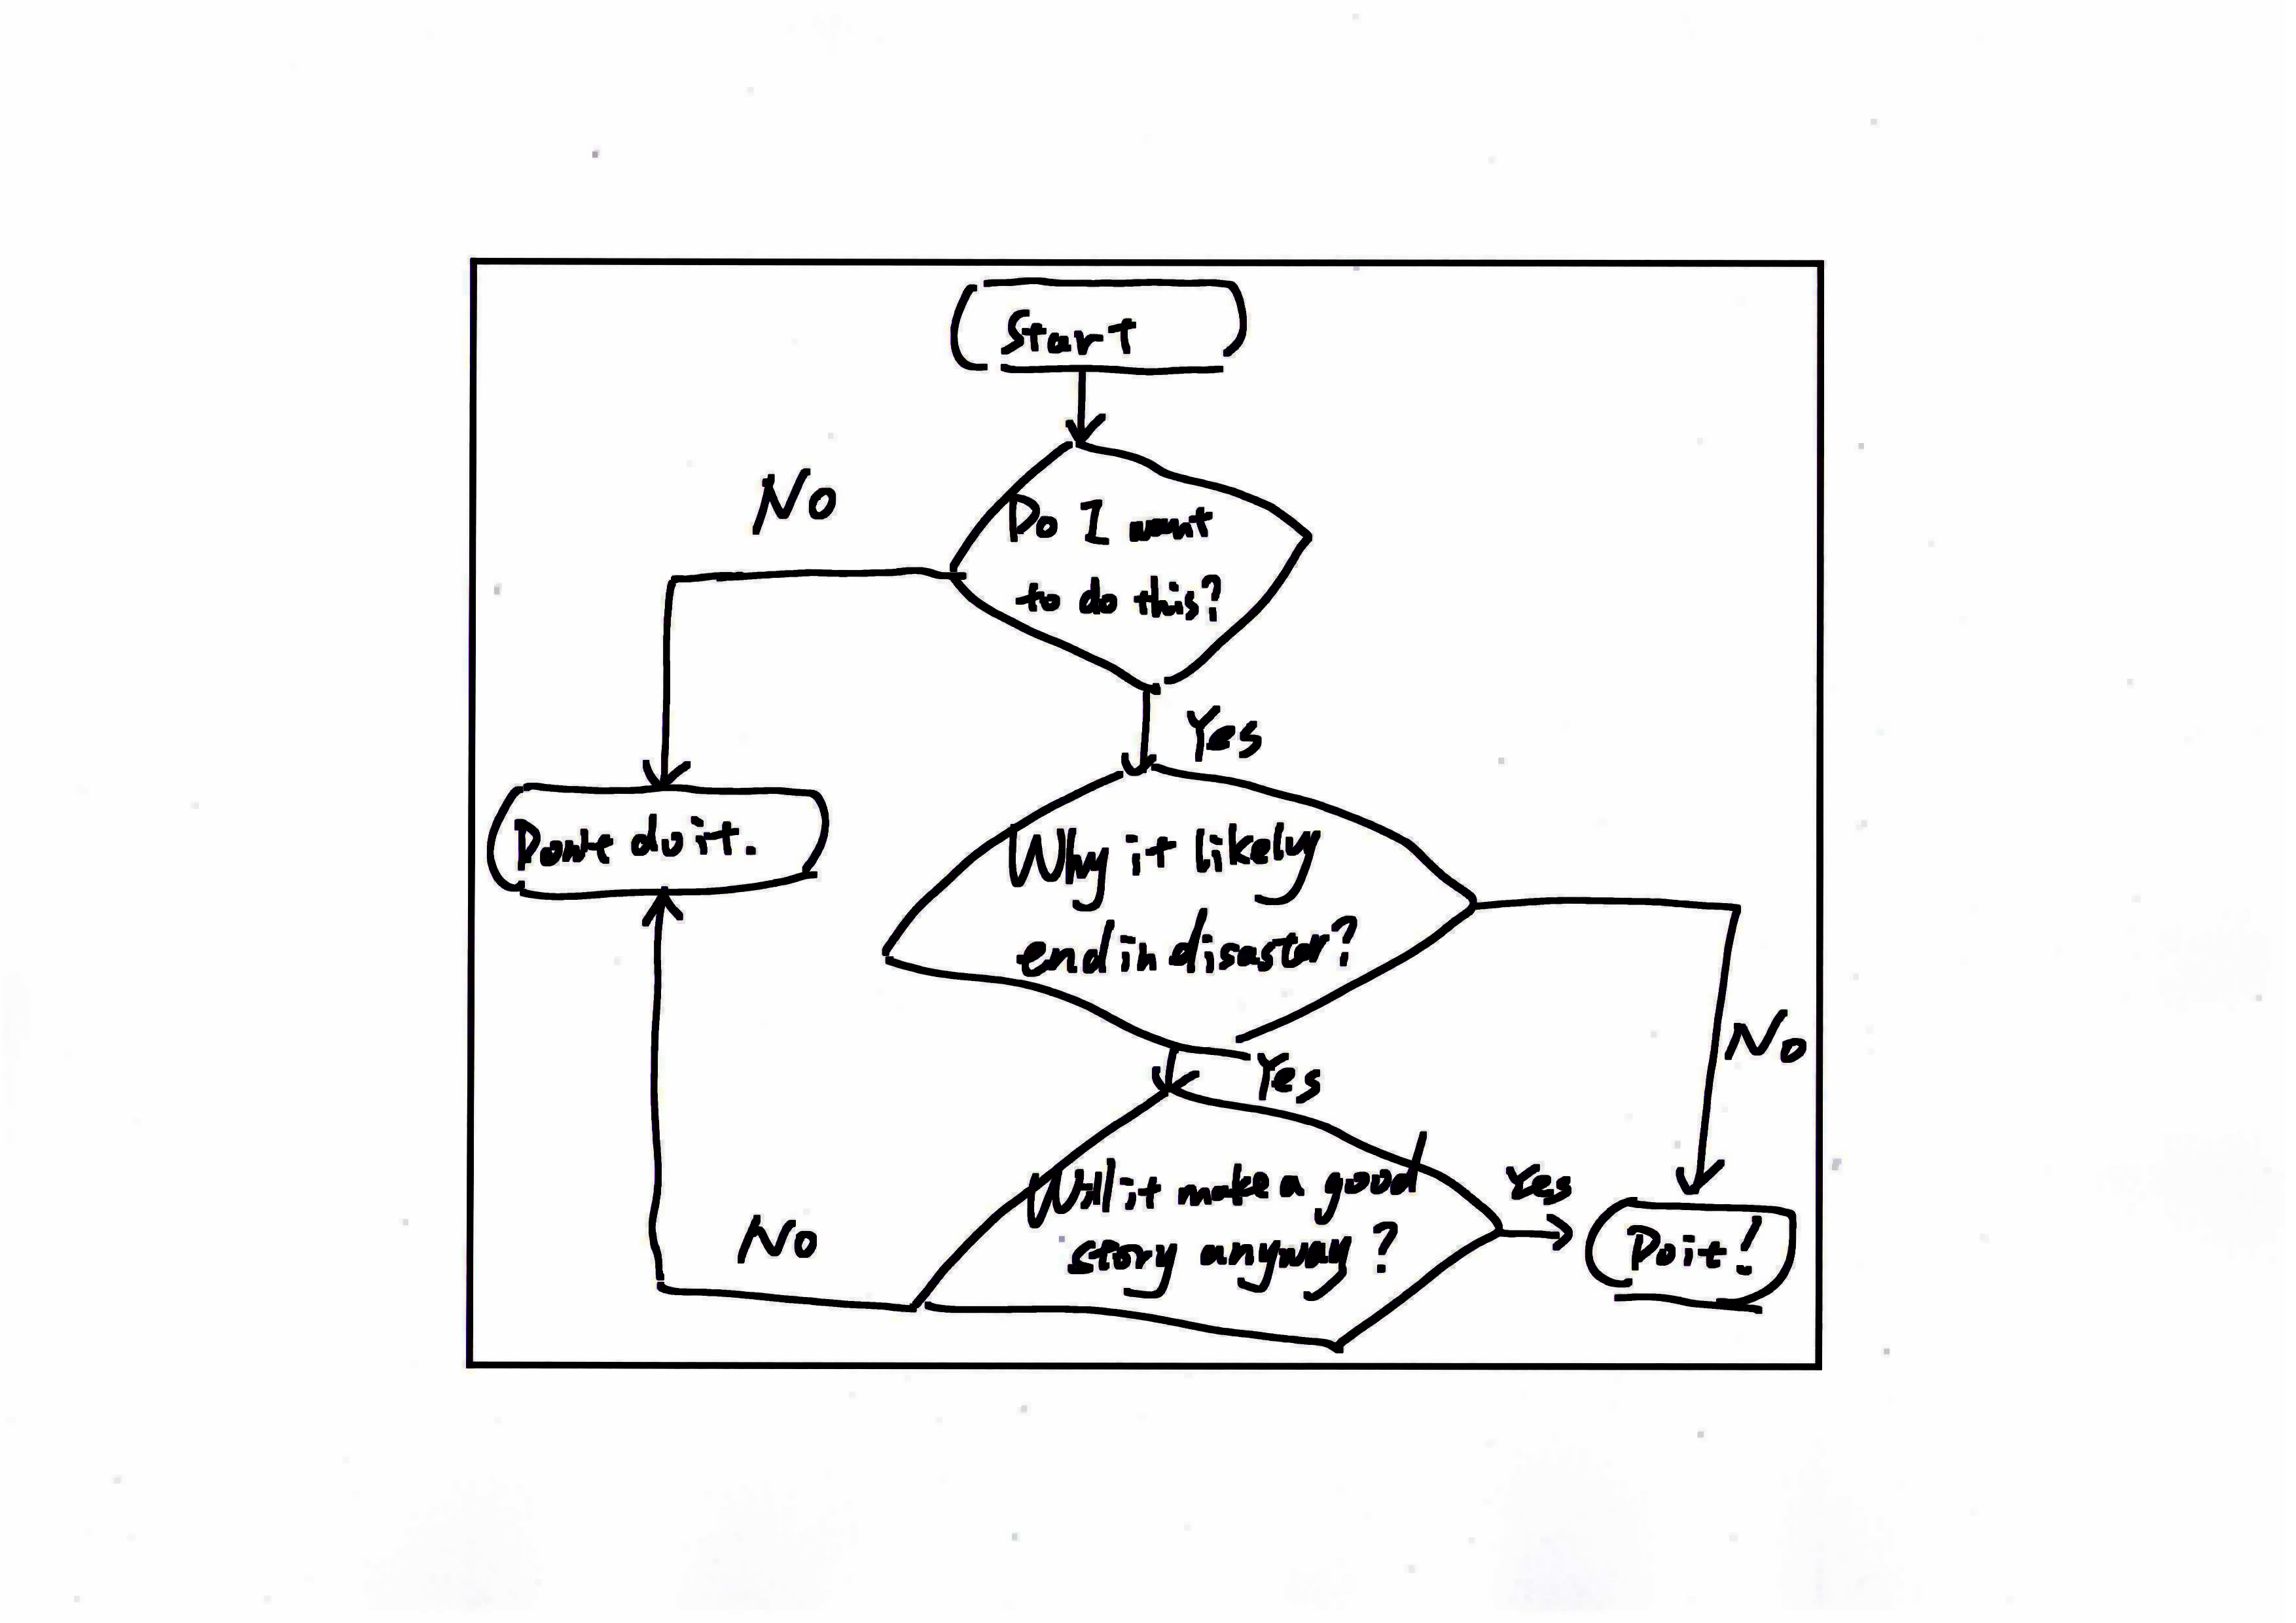 Start
No
Do I want
to do this?
Yes
Dont do it.
Why it likely
end in disaster?
No
Yes
Will it make a good
story anyway?
Yes
No
Do it!